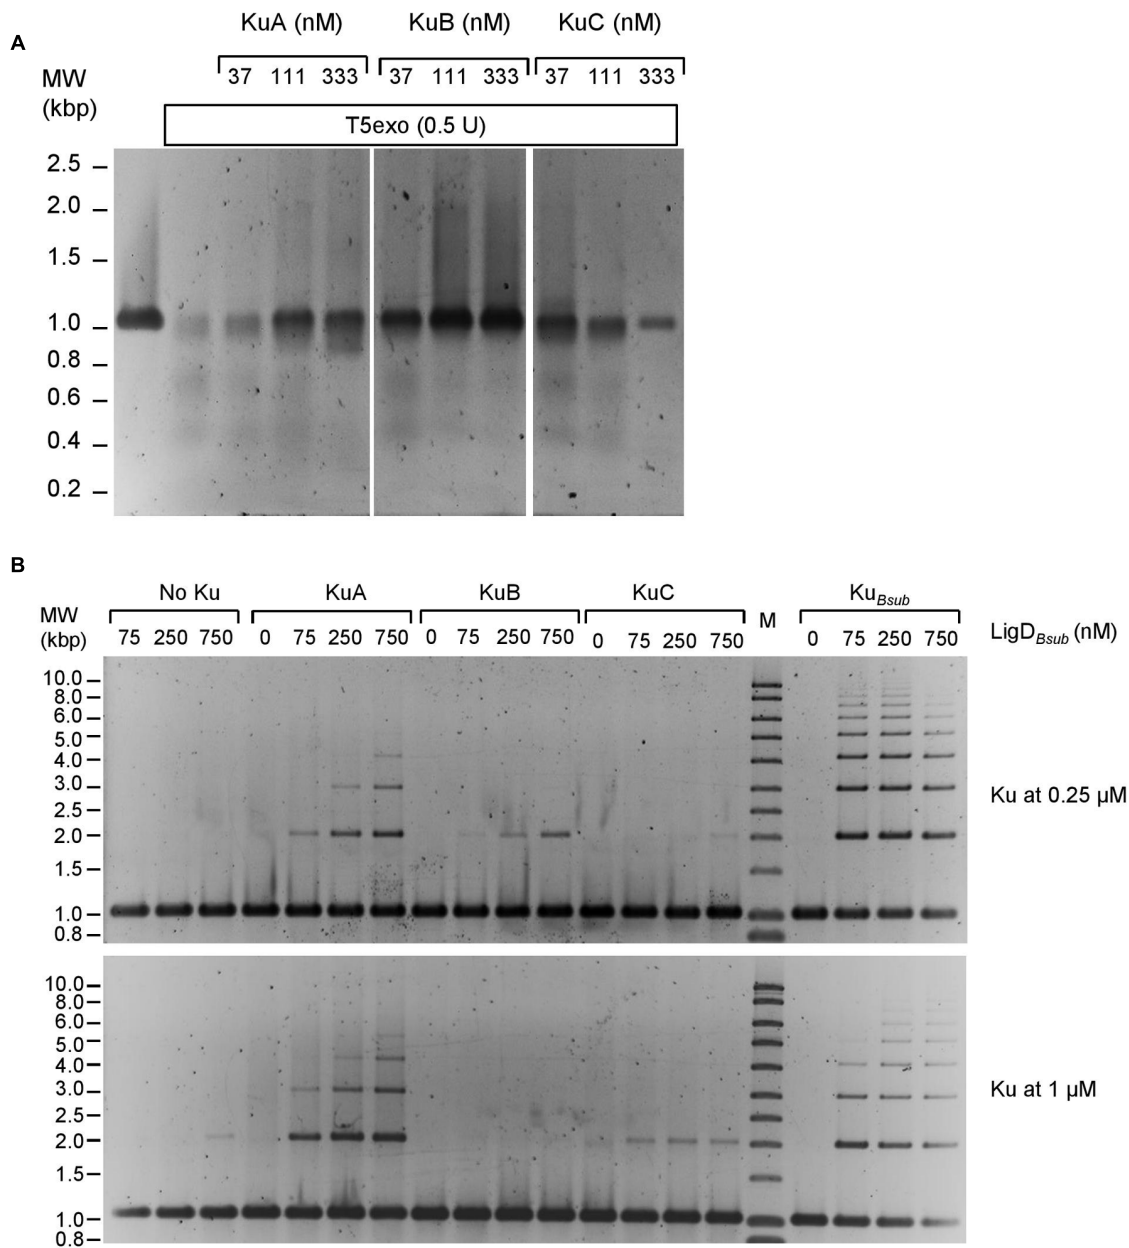 A
KuA (nM) KuB (nM) KuC (nM)
MW (kbp)
37 111 333 37 111 333 37 111 333
T5exo (0.5 U)
2.5
2.0
1.5
1.0
0.8
0.6
0.4
0.2
B
No Ku KuA KuB KuC M KuBsub
MW (kbp)
75 250 750 0 75 250 750 0 75 250 750 0 75 250 750 0 75 250 750 LigDBsub (nM)
10.0
8.0
6.0
5.0
4.0
3.0
2.5
2.0
1.5
1.0
0.8
Ku at 0.25 µM
10.0
8.0
6.0
5.0
4.0
3.0
2.5
2.0
1.5
1.0
0.8
Ku at 1 µM